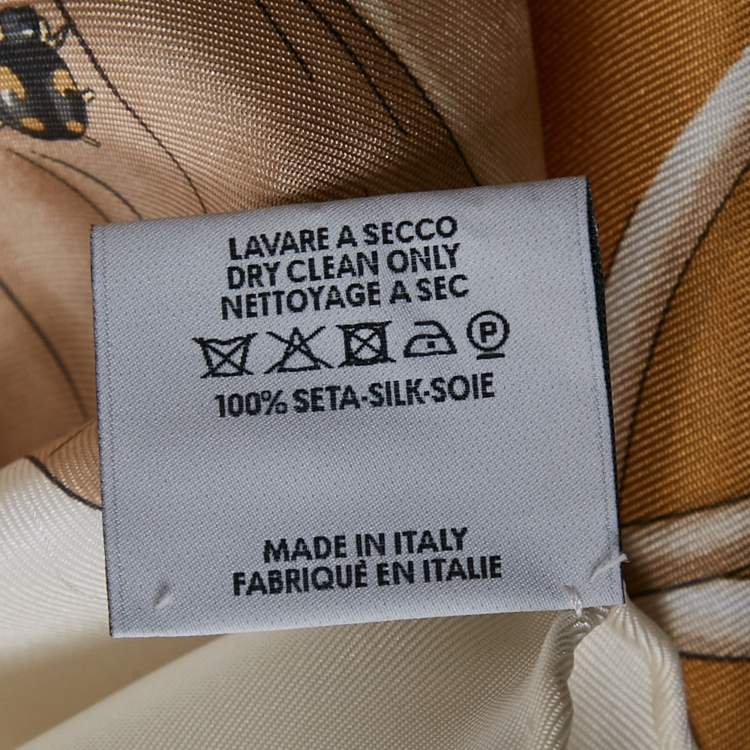 LAVARE A SECCO
DRY CLEAN ONLY
NETTOYAGE A SEC
P
100% SETA-SILK-SOIE
MADE IN ITALY
FABRIQUÈ EN ITALIE